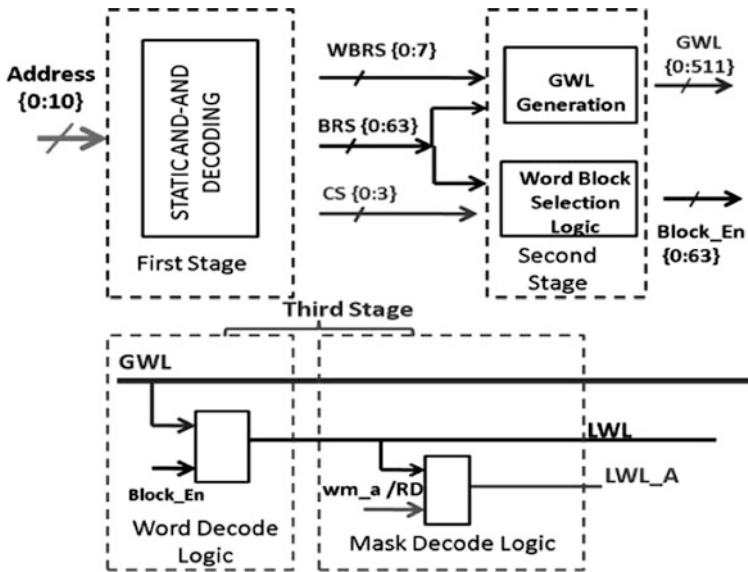 Address
{0:10}
STATIC AND-AND
DECODING
First Stage
WBRS {0:7}
BRS {0:63}
CS {0:3}
GWL
Generation
Word Block
Selection
Logic
Second
Stage
GWL
{0:511}
Block_En
{0:63}
Third Stage
GWL
Block_En
Word Decode
Logic
LWL
wm_a /RD
LWL_A
Mask Decode Logic